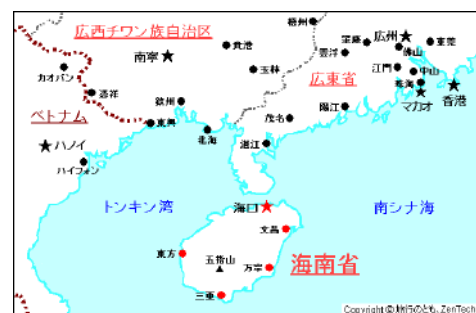 梧州
広西チワン族自治区
広州
肇慶
東莞
雲浮
佛山
南寧
貴港
広東省
江門
中山
カオバン
玉林
珠海
憑祥
欽州
陽江
マカオ
香港
ベトナム
茂名
東興
北海
ハノイ
湛江
ハイフォン
トンキン湾
海口
南シナ海
文昌
東方
五指山
万寧
海南省
三亜
Copyright © 旅行のとも、ZenTech